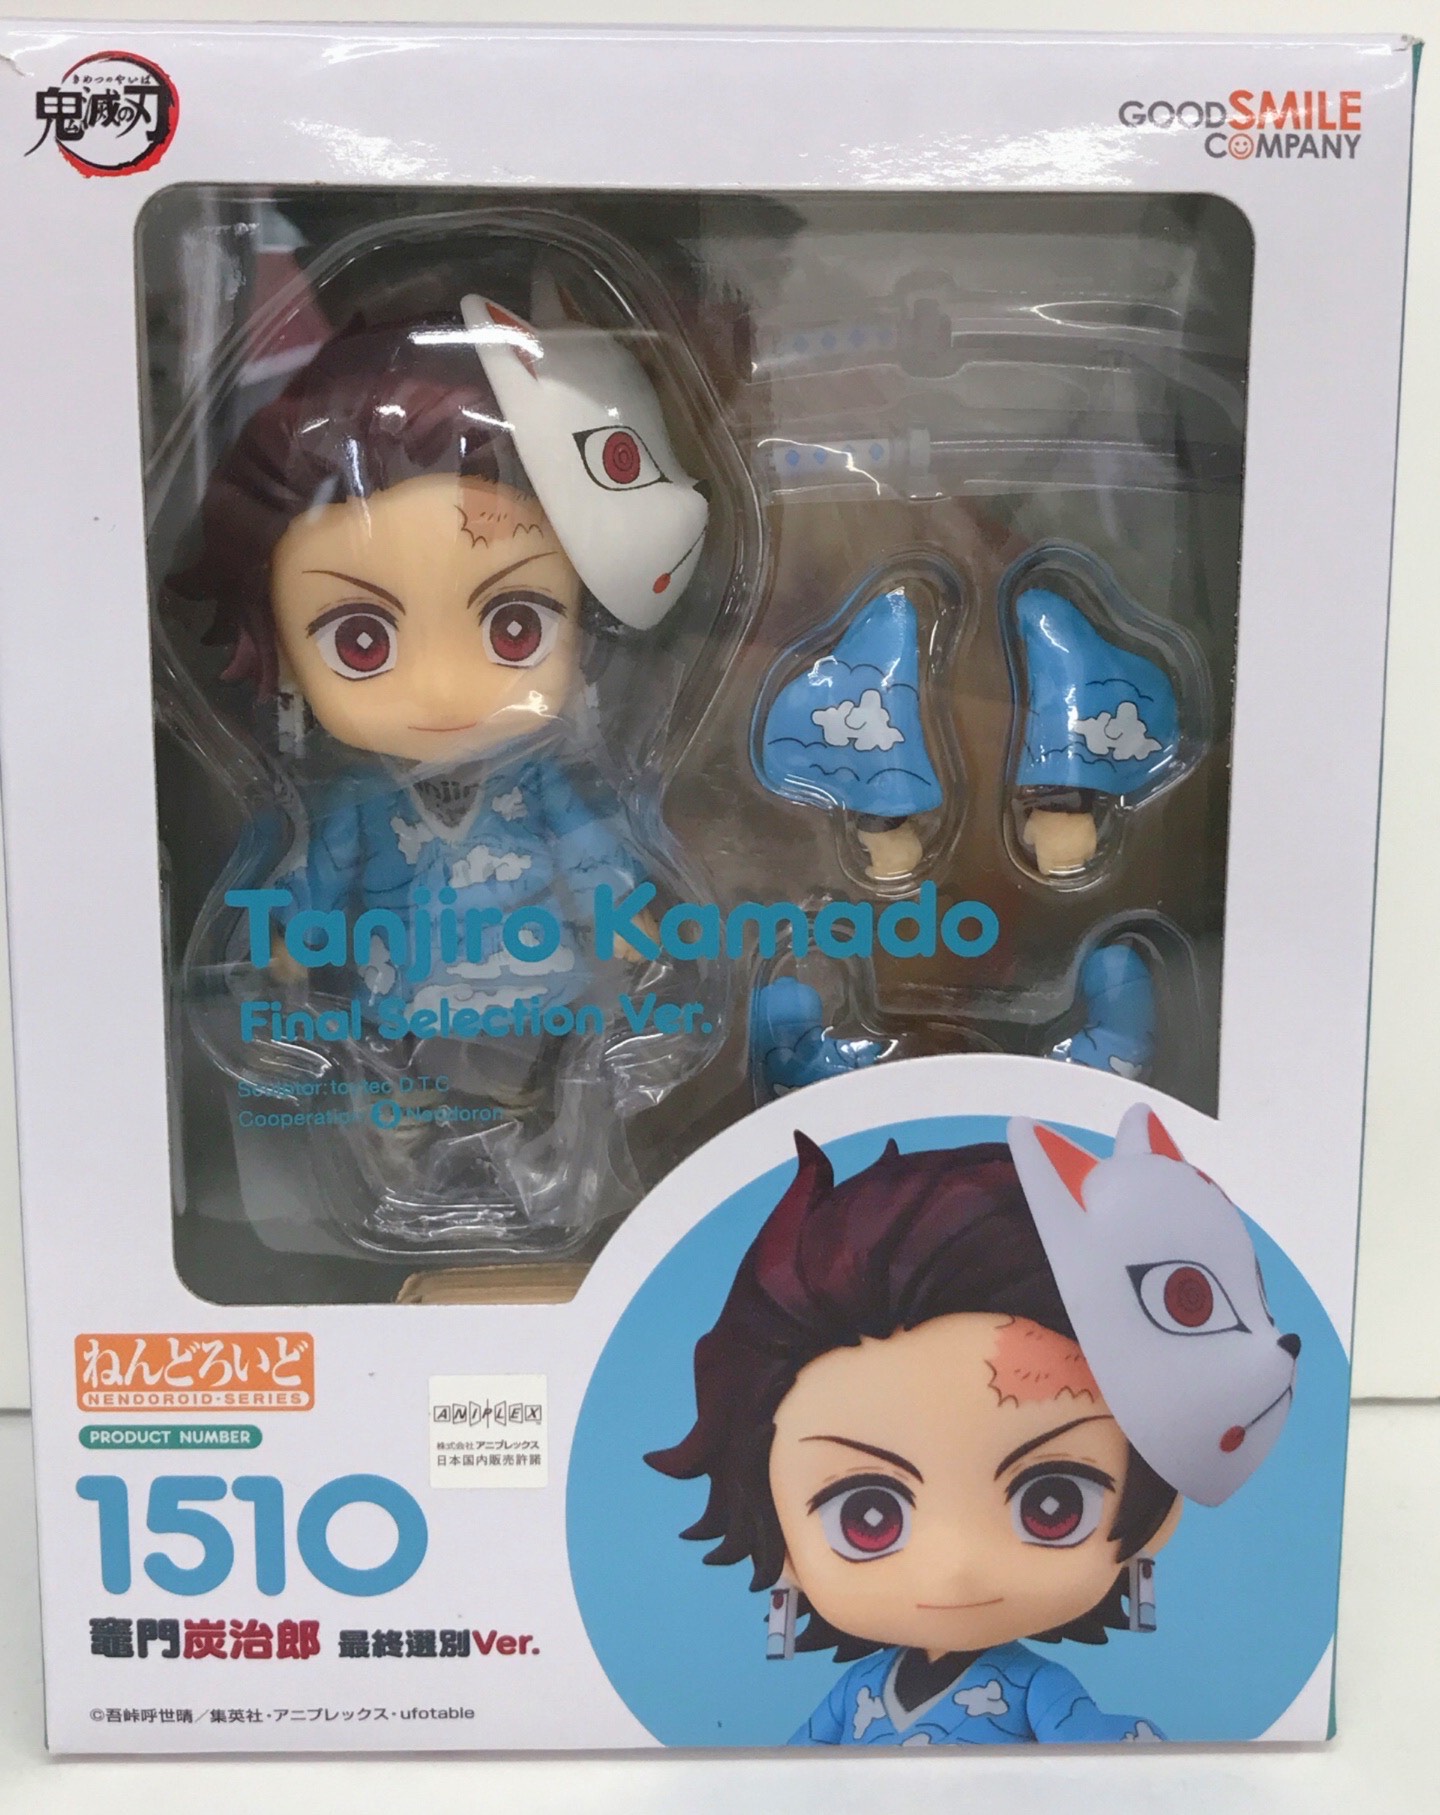 きめつのやいば
鬼滅の刃
GOOD SMILE
COMPANY
Tanjiro Kamado
Final Selection Ver.
Sculptor: toytec D.T.C
Cooperation: Nendoron
ねんどろいど
NENDOROID-SERIES
PRODUCT NUMBER
1510
ANIPLEX
株式会社アニプレックス
日本国内販売許諾
竈門炭治郎 最終選別Ver.
©吾峠呼世晴／集英社・アニプレックス・ufotable